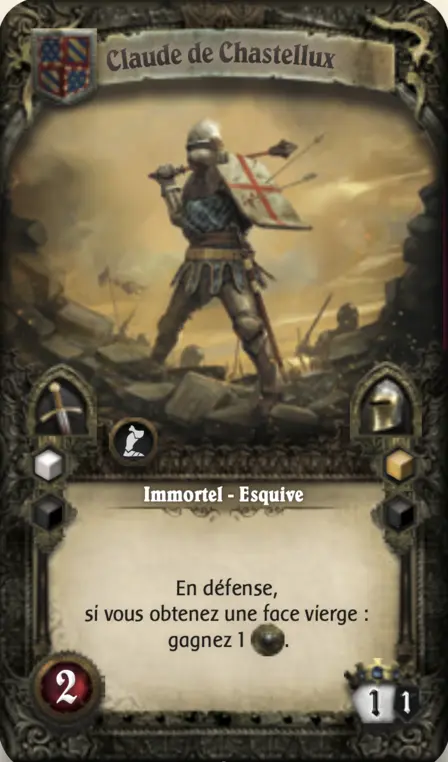 Claude de Chastellux
Immortel - Esquive
En défense,
si vous obtenez une face vierge :
gagnez 1 .
2
1 1